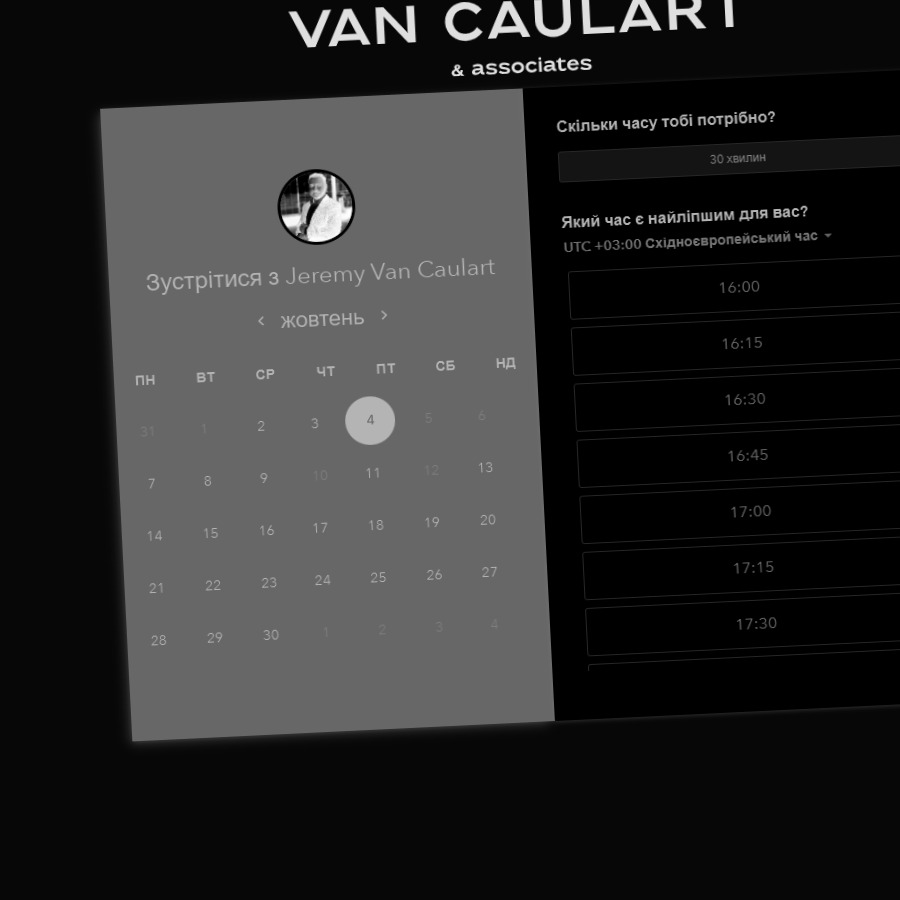 VAN CAULART
& associates
Зустрітися з Jeremy Van Caulart
жовтень
ПН ВТ СР ЧТ ПТ СБ НД
31 1 2 3 4 5 6
7 8 9 10 11 12 13
14 15 16 17 18 19 20
21 22 23 24 25 26 27
28 29 30 1 2 3 4
Скільки часу тобі потрібно?
30 хвилин
Який час є найліпшим для вас?
UTC +03:00 Східноєвропейський час
16:00
16:15
16:30
16:45
17:00
17:15
17:30